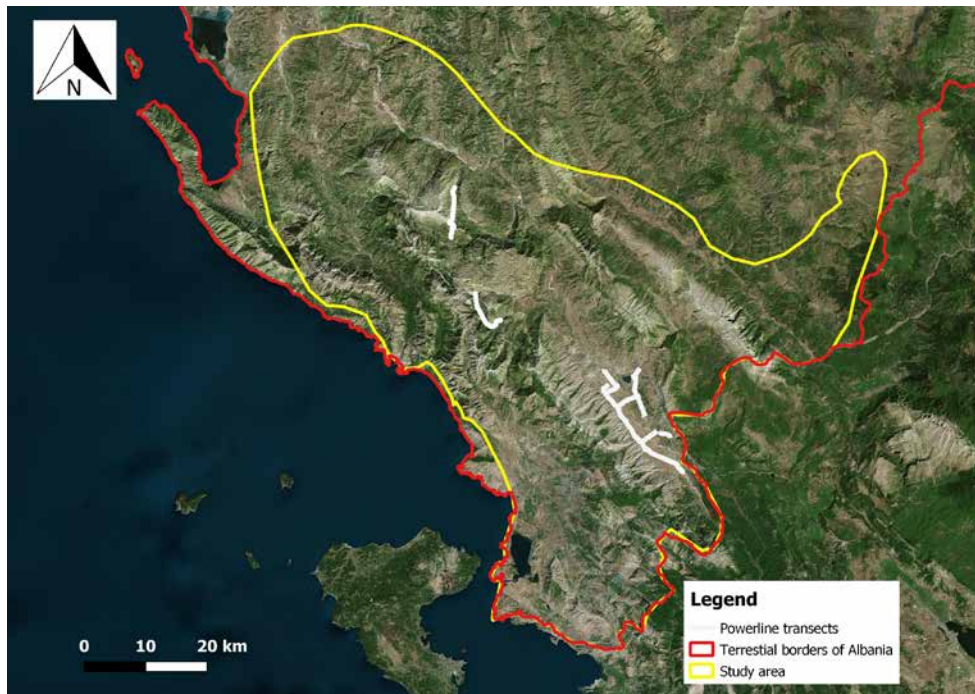 N
Legend
Powerline transects
Terrestial borders of Albania
Study area
0 10 20 km